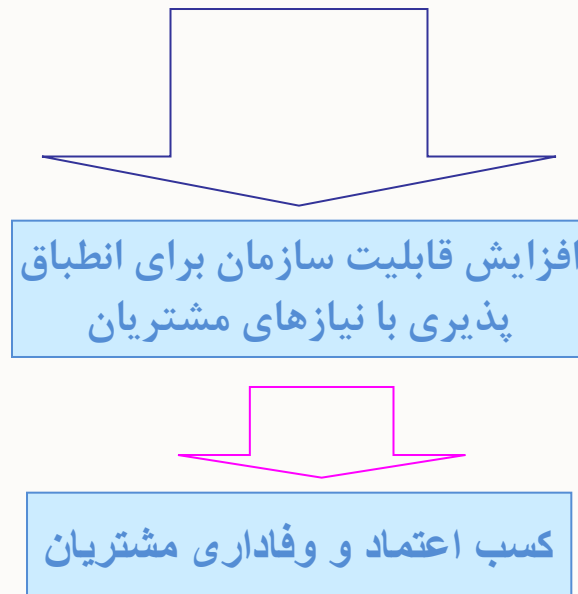 افزایش قابلیت سازمان برای انطباق
پذیری با نیازهای مشتریان
کسب اعتماد و وفاداری مشتریان